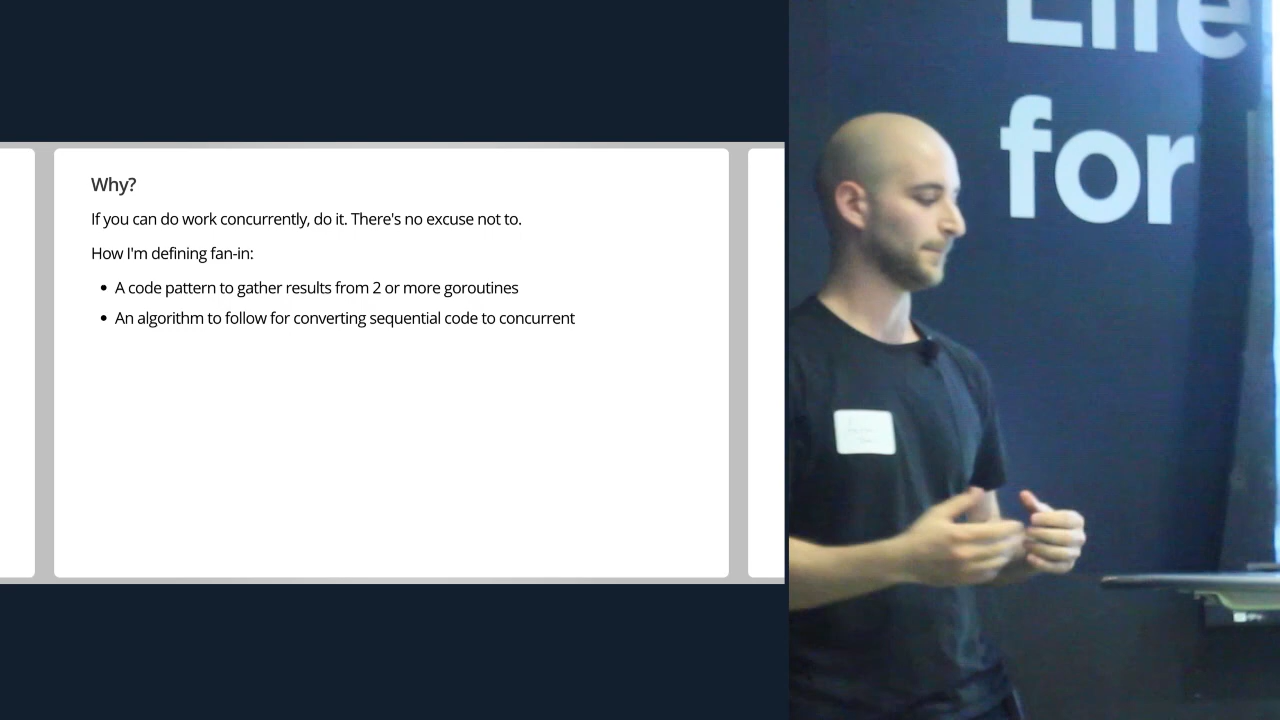 Why?
If you can do work concurrently, do it. There's no excuse not to.
How I'm defining fan-in:
• A code pattern to gather results from 2 or more goroutines
• An algorithm to follow for converting sequential code to concurrent
Life
for